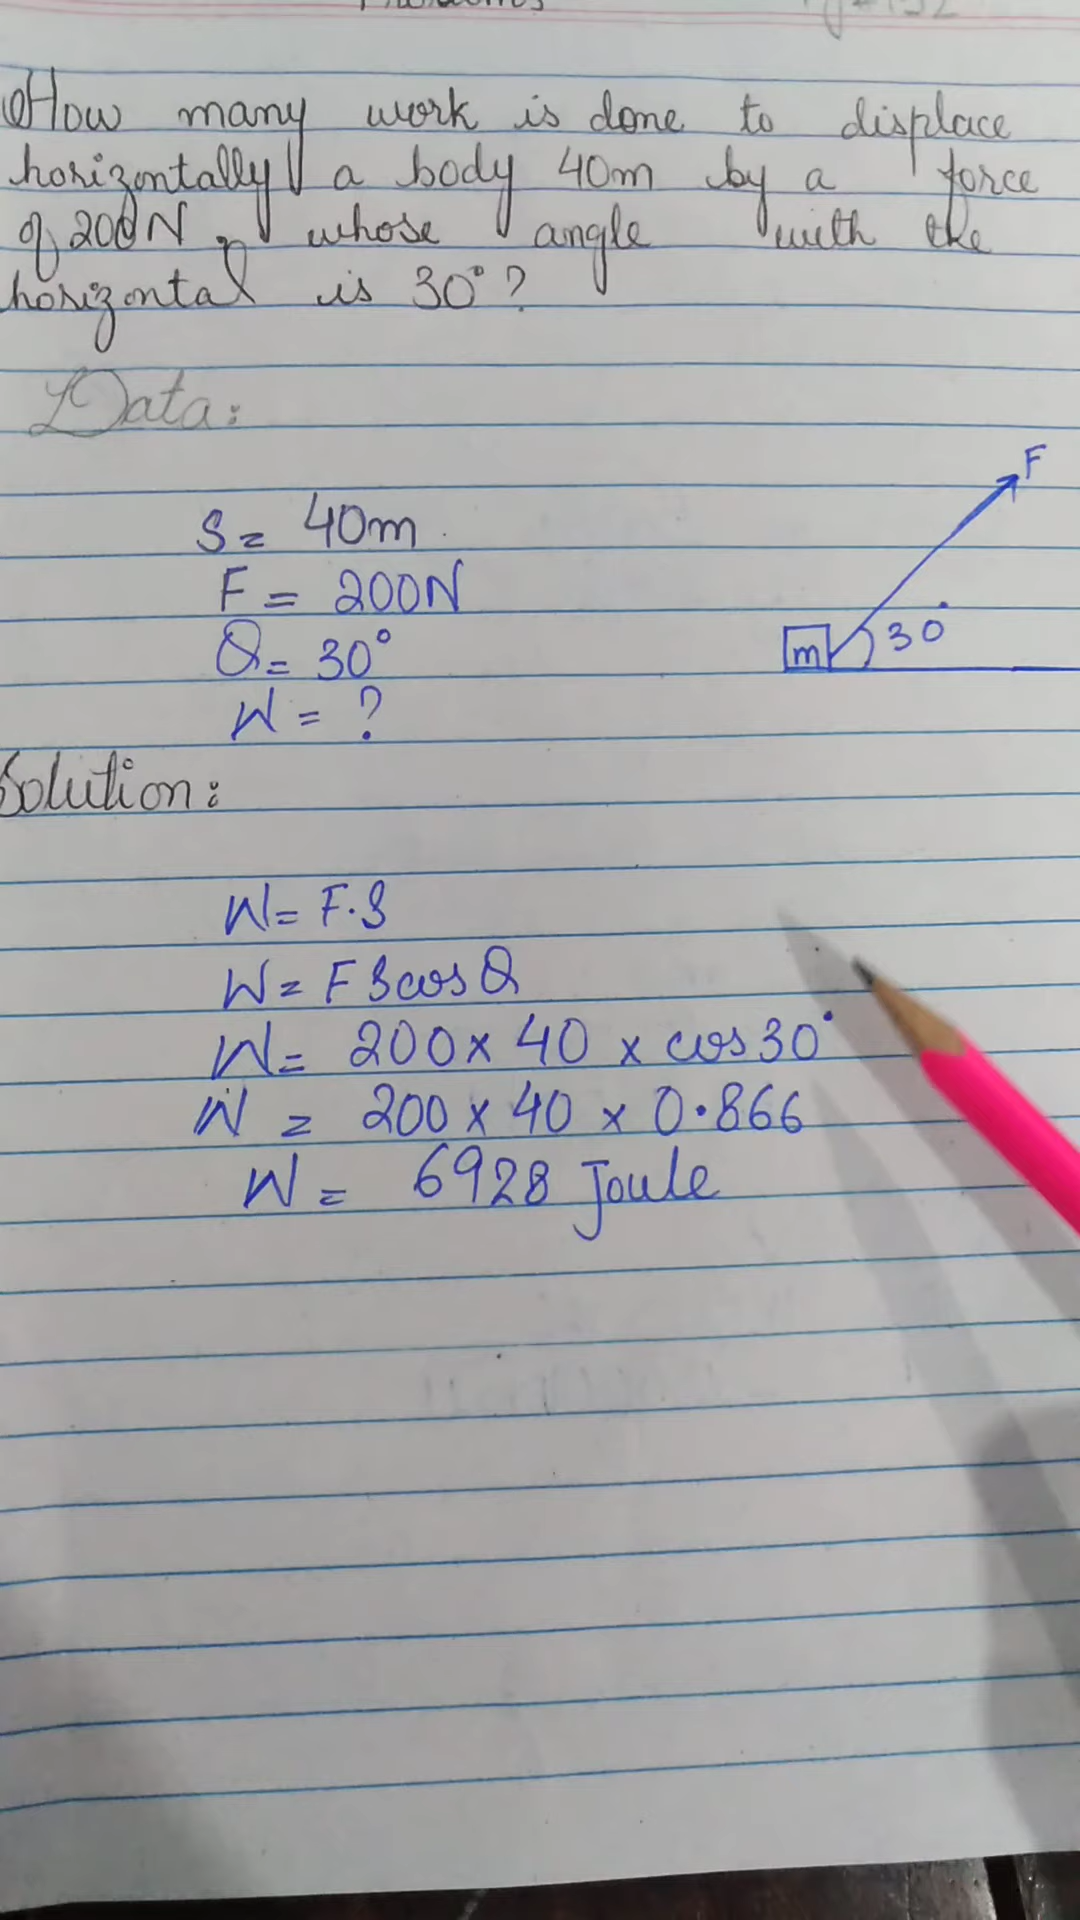 How many work is done to displace
horizontally a body 40m by a force
of 200N, whose angle with the
horizontal is 30°?
Data:
S = 40m
F = 200N
θ = 30°
W = ?
F
m
30°
Solution:
W = F.S
W = F S cos θ
W = 200 x 40 x cos 30°
W = 200 x 40 x 0.866
W = 6928 Joule